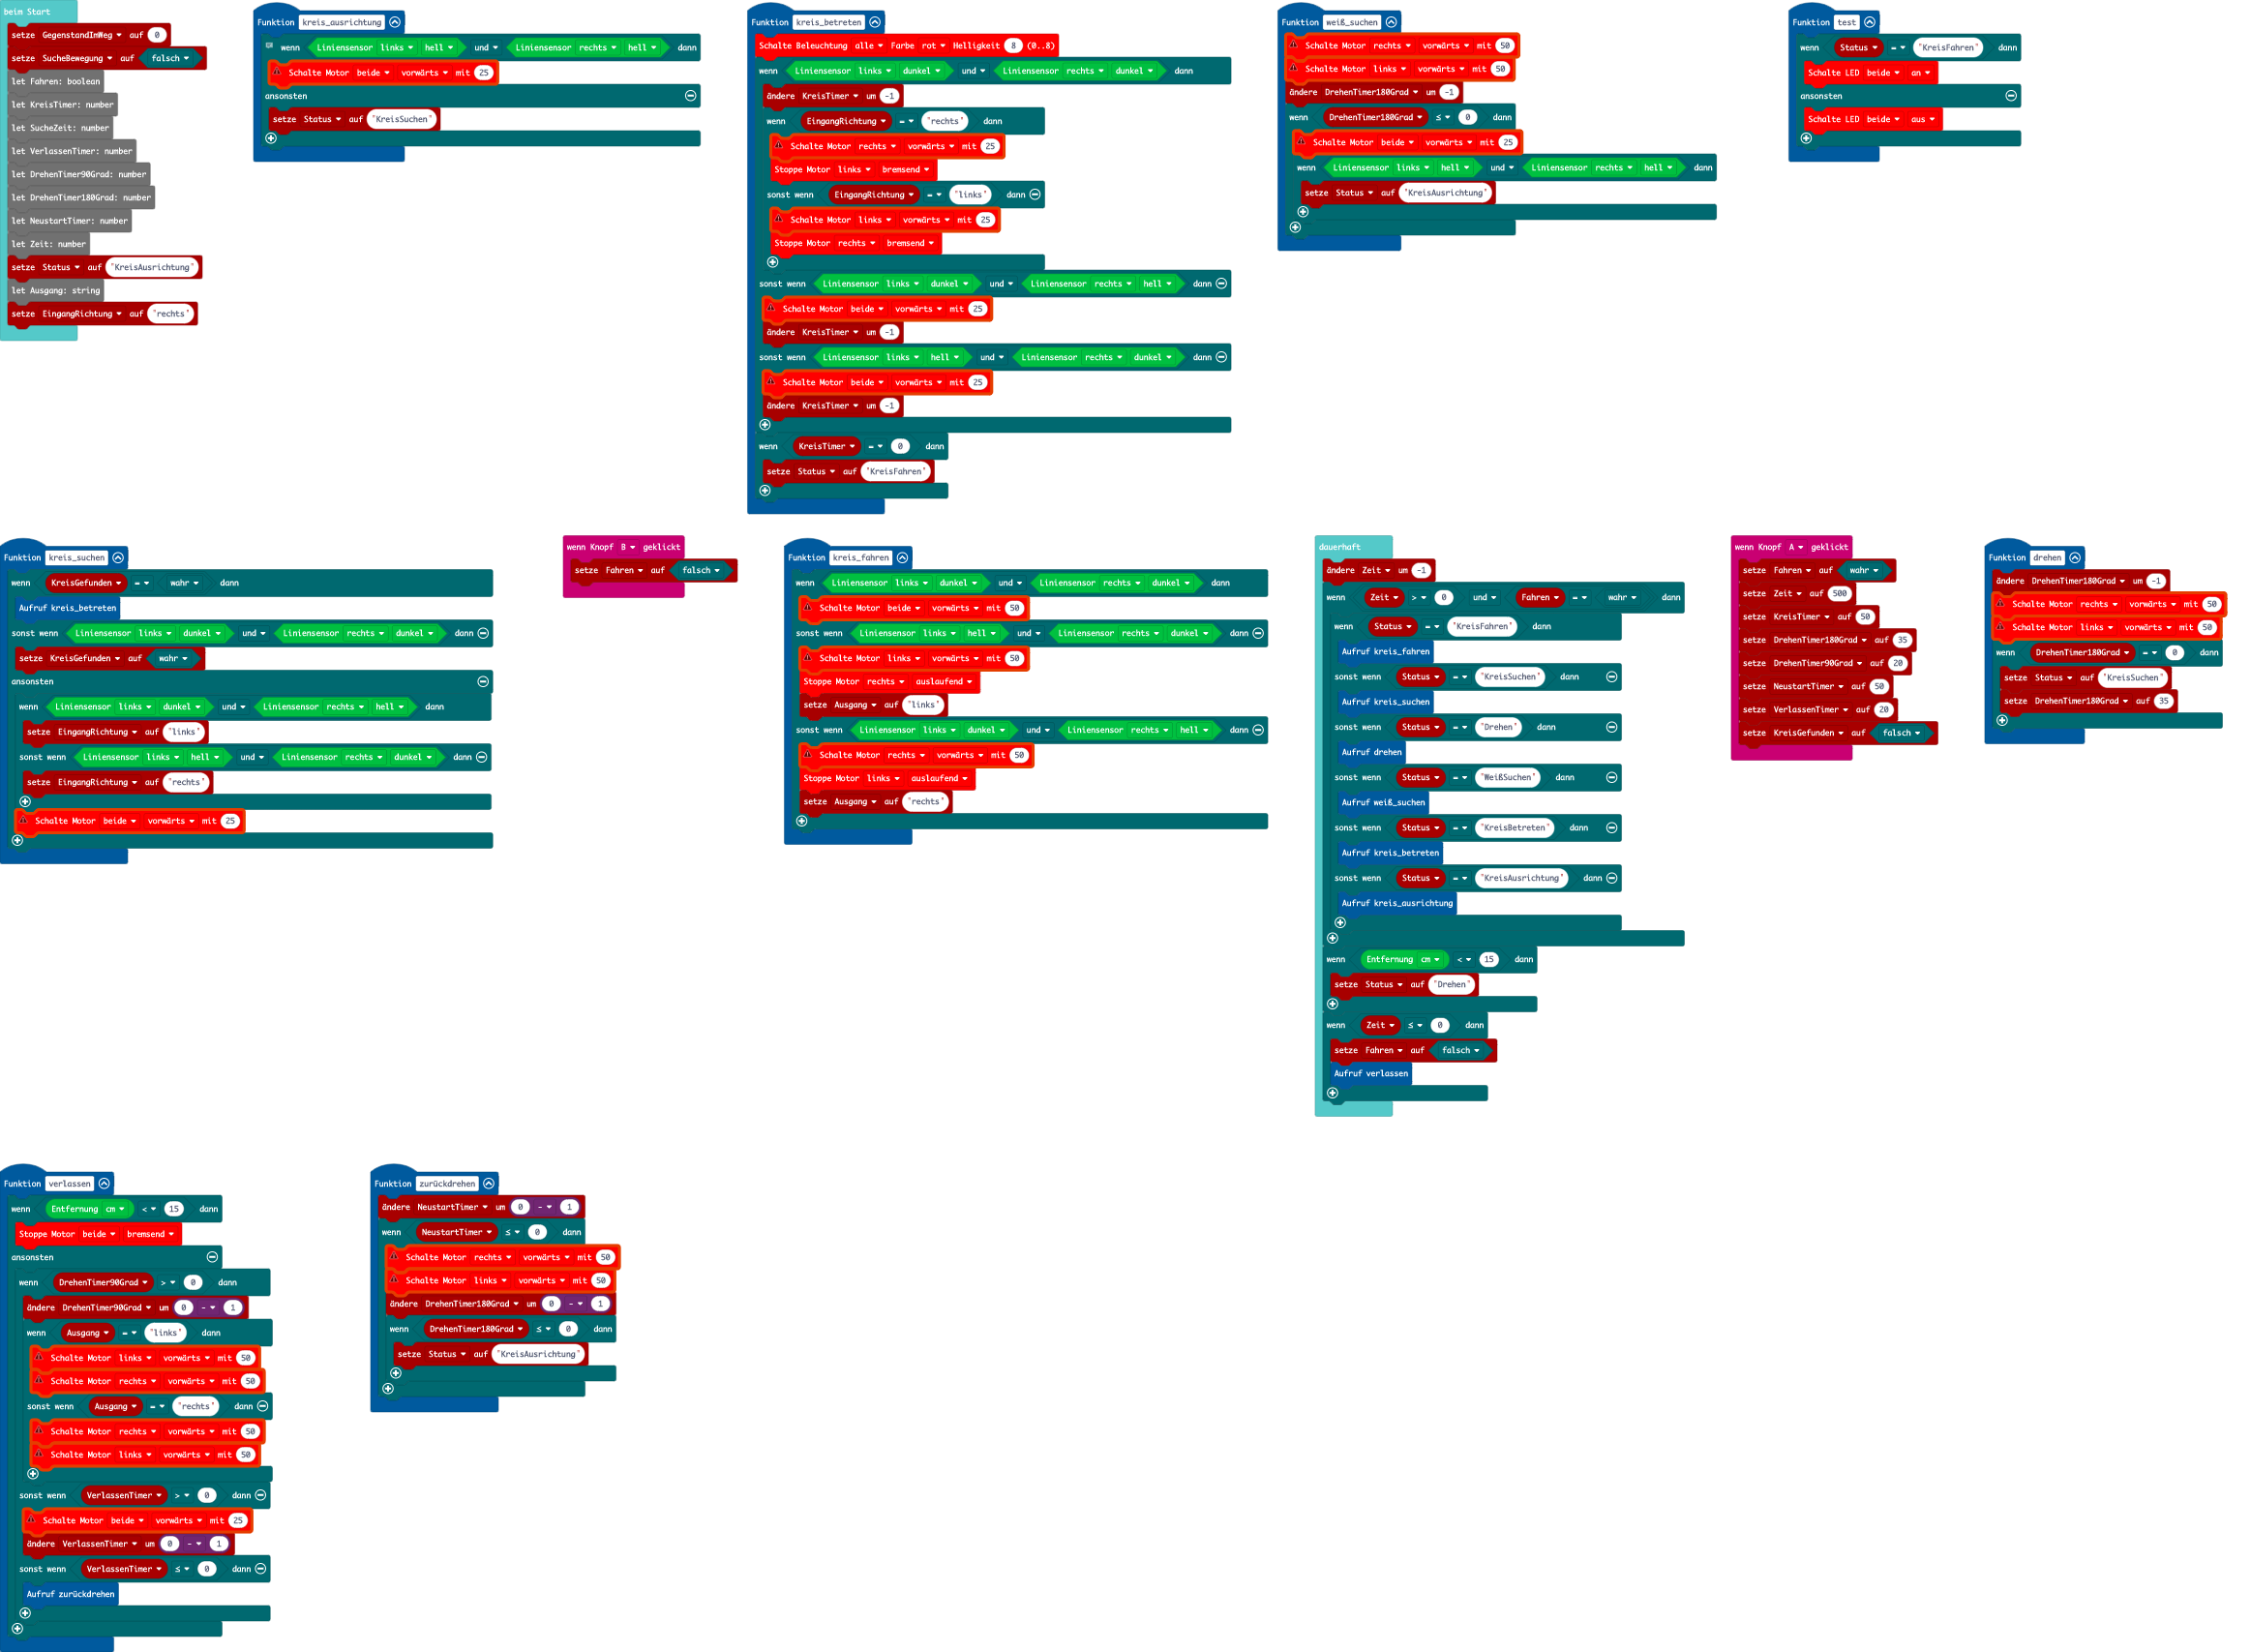 beim Start
setze GegenstandImWeg auf 0
setze SucheBewegung auf falsch
let Fahren: boolean
let KreisTimer: number
let SucheZeit: number
let VerlassenTimer: number
let DrehenTimer90Grad: number
let DrehenTimer180Grad: number
let NeustartTimer: number
let Zeit: number
setze Status auf "KreisAusrichtung"
let Ausgang: string
setze EingangRichtung auf "rechts"
Funktion kreis_ausrichtung
wenn Liniensensor links hell und Liniensensor rechts hell dann
Schalte Motor beide vorwärts mit 25
ansonsten
setze Status auf "KreisSuchen"
Funktion kreis_betreten
Schalte Beleuchtung alle Farbe rot Helligkeit 8 (0..8)
wenn Liniensensor links dunkel und Liniensensor rechts dunkel dann
ändere KreisTimer um -1
wenn EingangRichtung = "rechts" dann
Schalte Motor rechts vorwärts mit 25
Stoppe Motor links bremsend
sonst wenn EingangRichtung = "links" dann
Schalte Motor links vorwärts mit 25
Stoppe Motor rechts bremsend
sonst wenn Liniensensor links dunkel und Liniensensor rechts hell dann
Schalte Motor beide vorwärts mit 25
ändere KreisTimer um -1
sonst wenn Liniensensor links hell und Liniensensor rechts dunkel dann
Schalte Motor beide vorwärts mit 25
ändere KreisTimer um -1
wenn KreisTimer = 0 dann
setze Status auf "KreisFahren"
Funktion weiß_suchen
Schalte Motor rechts vorwärts mit 50
Schalte Motor links vorwärts mit 50
ändere DrehenTimer180Grad um -1
wenn DrehenTimer180Grad ≤ 0 dann
Schalte Motor beide vorwärts mit 25
wenn Liniensensor links hell und Liniensensor rechts hell dann
setze Status auf "KreisAusrichtung"
Funktion test
wenn Status = "KreisFahren" dann
Schalte LED beide an
ansonsten
Schalte LED beide aus
Funktion kreis_suchen
wenn KreisGefunden = wahr dann
Aufruf kreis_betreten
sonst wenn Liniensensor links dunkel und Liniensensor rechts dunkel dann
setze KreisGefunden auf wahr
ansonsten
wenn Liniensensor links dunkel und Liniensensor rechts hell dann
setze EingangRichtung auf "links"
sonst wenn Liniensensor links hell und Liniensensor rechts dunkel dann
setze EingangRichtung auf "rechts"
Schalte Motor beide vorwärts mit 25
wenn Knopf B geklickt
setze Fahren auf falsch
Funktion kreis_fahren
wenn Liniensensor links dunkel und Liniensensor rechts dunkel dann
Schalte Motor beide vorwärts mit 50
sonst wenn Liniensensor links hell und Liniensensor rechts dunkel dann
Schalte Motor links vorwärts mit 50
Stoppe Motor rechts auslaufend
setze Ausgang auf "links"
sonst wenn Liniensensor links dunkel und Liniensensor rechts hell dann
Schalte Motor rechts vorwärts mit 50
Stoppe Motor links auslaufend
setze Ausgang auf "rechts"
dauerhaft
ändere Zeit um -1
wenn Zeit > 0 und Fahren = wahr dann
wenn Status = "KreisFahren" dann
Aufruf kreis_fahren
sonst wenn Status = "KreisSuchen" dann
Aufruf kreis_suchen
sonst wenn Status = "Drehen" dann
Aufruf drehen
sonst wenn Status = "WeißSuchen" dann
Aufruf weiß_suchen
sonst wenn Status = "KreisBetreten" dann
Aufruf kreis_betreten
sonst wenn Status = "KreisAusrichtung" dann
Aufruf kreis_ausrichtung
wenn Entfernung cm < 15 dann
setze Status auf "Drehen"
wenn Zeit ≤ 0 dann
setze Fahren auf falsch
Aufruf verlassen
wenn Knopf A geklickt
setze Fahren auf wahr
setze Zeit auf 500
setze KreisTimer auf 50
setze DrehenTimer180Grad auf 35
setze DrehenTimer90Grad auf 20
setze NeustartTimer auf 50
setze VerlassenTimer auf 20
setze KreisGefunden auf falsch
Funktion drehen
ändere DrehenTimer180Grad um -1
Schalte Motor rechts vorwärts mit 50
Schalte Motor links vorwärts mit 50
wenn DrehenTimer180Grad = 0 dann
setze Status auf "KreisSuchen"
setze DrehenTimer180Grad auf 35
Funktion verlassen
wenn Entfernung cm < 15 dann
Stoppe Motor beide bremsend
ansonsten
wenn DrehenTimer90Grad > 0 dann
ändere DrehenTimer90Grad um 0 - 1
wenn Ausgang = "links" dann
Schalte Motor links vorwärts mit 50
Schalte Motor rechts vorwärts mit 50
sonst wenn Ausgang = "rechts" dann
Schalte Motor rechts vorwärts mit 50
Schalte Motor links vorwärts mit 50
sonst wenn VerlassenTimer > 0 dann
Schalte Motor beide vorwärts mit 25
ändere VerlassenTimer um 0 - 1
sonst wenn VerlassenTimer ≤ 0 dann
Aufruf zurückdrehen
Funktion zurückdrehen
ändere NeustartTimer um 0 - 1
wenn NeustartTimer ≤ 0 dann
Schalte Motor rechts vorwärts mit 50
Schalte Motor links vorwärts mit 50
ändere DrehenTimer180Grad um 0 - 1
wenn DrehenTimer180Grad ≤ 0 dann
setze Status auf "KreisAusrichtung"